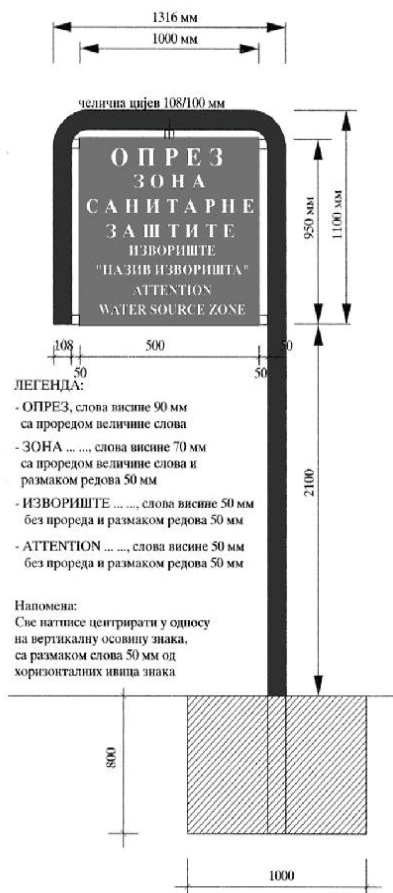 1316 мм
1000 мм
челична цијев 108/100 мм
ОПРЕЗ
ЗОНА
САНИТАРНЕ
ЗАШТИТЕ
ИЗВОРИШТЕ
"НАЗИВ ИЗВОРИШТА"
ATTENTION
WATER SOURCE ZONE
950 мм
1100 мм
108
500
50
50
50
ЛЕГЕНДА:
- ОПРЕЗ, слова висине 90 мм
са проредом величине слова
- ЗОНА ... ..., слова висине 70 мм
са проредом величине слова и
размаком редова 50 мм
- ИЗВОРИШТЕ ... ..., слова висине 50 мм
без прореда и размаком редова 50 мм
- ATTENTION ... ..., слова висине 50 мм
без прореда и размаком редова 50 мм
2100
Напомена:
Све натписе центрирати у односу
на вертикалну осовину знака,
са размаком слова 50 мм од
хоризонталних ивица знака
800
1000